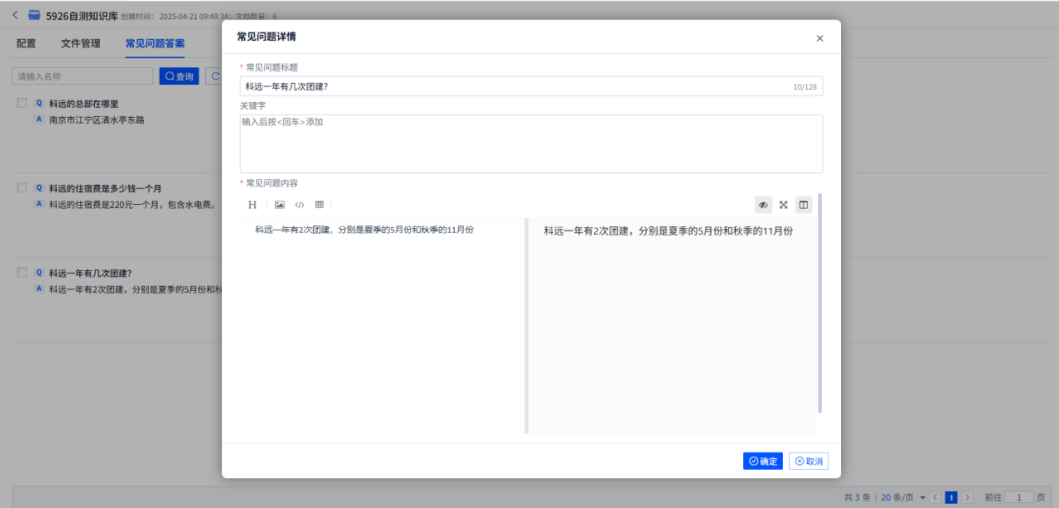 5926自测知识库 创建时间： 2025-04-21 09:48:34； 文档数量：6
配置 文件管理 常见问题答案
请输入名称 查询
Q 科远的总部在哪里
A 南京市江宁区清水亭东路
Q 科远的住宿费是多少钱一个月
A 科远的住宿费是220元一个月，包含水电费。
Q 科远一年有几次团建?
A 科远一年有2次团建，分别是夏季的5月份和秋
常见问题详情
* 常见问题标题
科远一年有几次团建? 10/128
关键字
输入后按<回车>添加
* 常见问题内容
H
科远一年有2次团建，分别是夏季的5月份和秋季的11月份
科远一年有2次团建，分别是夏季的5月份和秋季的11月份
确定 取消
共 3 条 20 条/页 1 前往 1 页